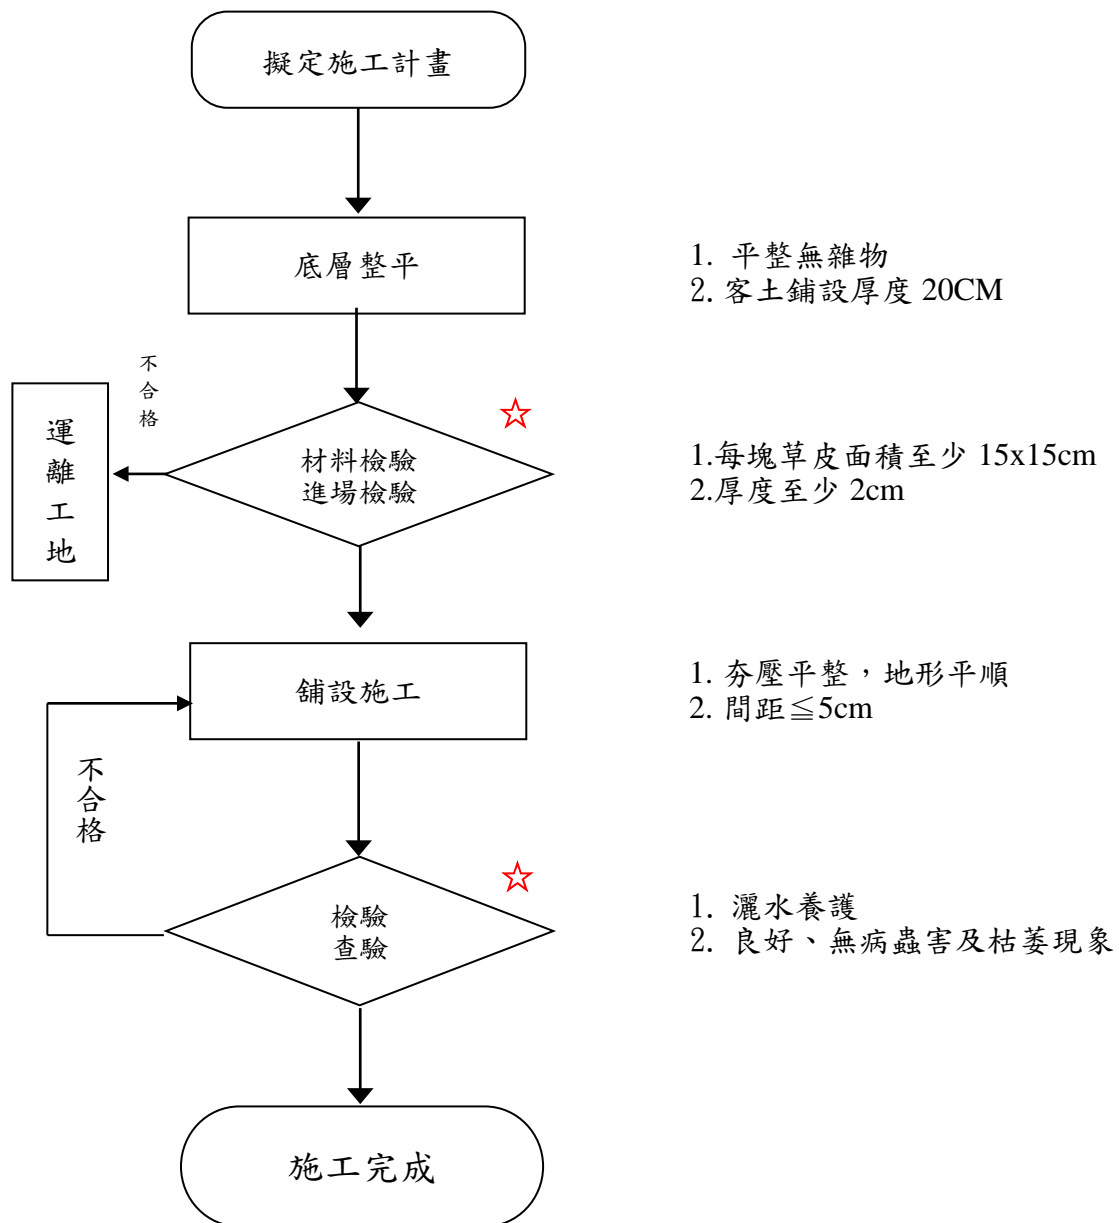 擬定施工計畫
底層整平
1. 平整無雜物
2. 客土鋪設厚度 20CM
不
合
格
運
離
工
地
材料檢驗
進場檢驗
1.每塊草皮面積至少 15x15cm
2.厚度至少 2cm
舖設施工
1. 夯壓平整，地形平順
2. 間距≦5cm
不
合
格
檢驗
查驗
1. 灑水養護
2. 良好、無病蟲害及枯萎現象
施工完成